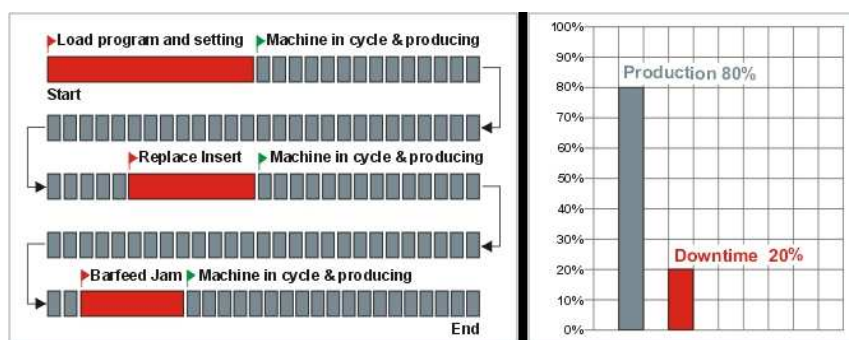 Load program and setting
Machine in cycle & producing
Start
Replace Insert
Machine in cycle & producing
Barfeed Jam
Machine in cycle & producing
End
100%
90%
80%
70%
60%
50%
40%
30%
20%
10%
0%
Production 80%
Downtime 20%